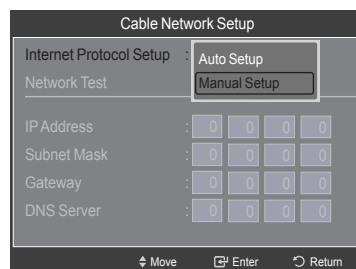 Cable Network Setup
Internet Protocol Setup : Auto Setup
Manual Setup
Network Test
IP Address : 0 0 0 0
Subnet Mask : 0 0 0 0
Gateway : 0 0 0 0
DNS Server : 0 0 0 0
Move Enter Return